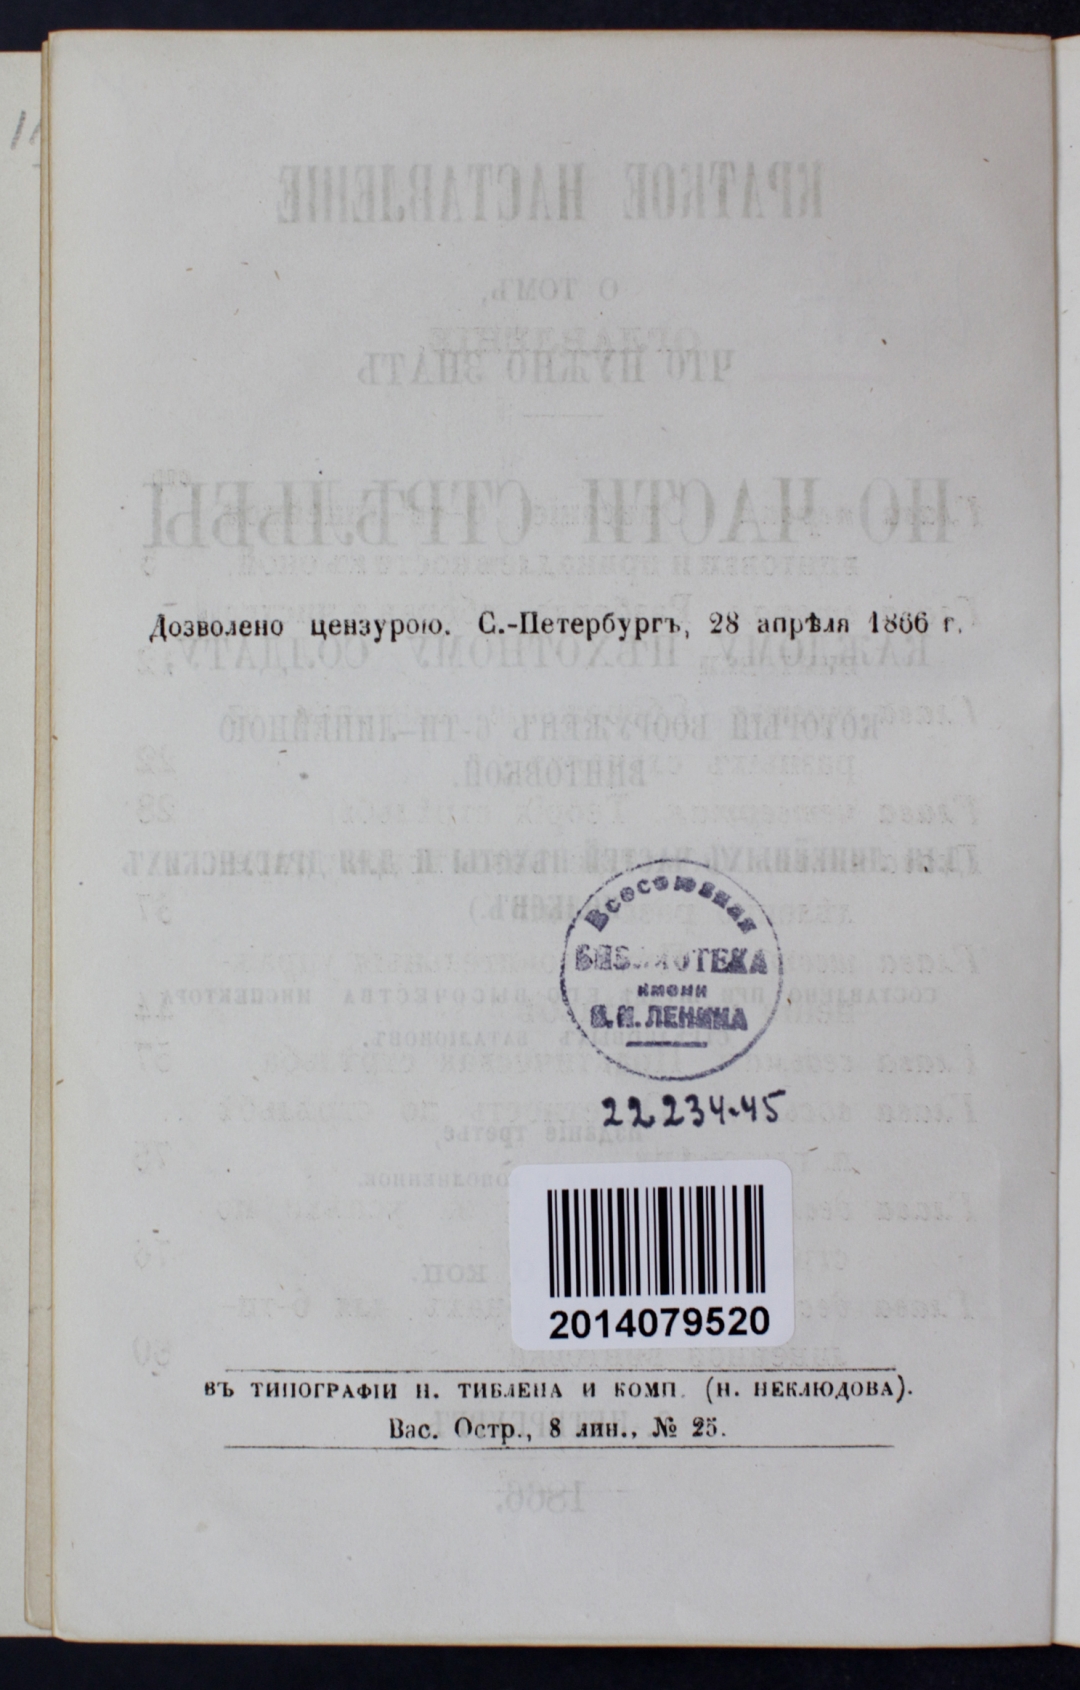 Дозволено цензурою. С.-Петербургъ, 28 апрѣля 1866 г.
Всесоюзная
БИБЛИОТЕКА
имени
В.И. ЛЕНИНА
22234-45
2014079520
ВЪ ТИПОГРАФІИ Н. ТИБЛЕНА И КОМП. (Н. НЕКЛЮДОВА).
Вас. Остр., 8 лин., № 25.